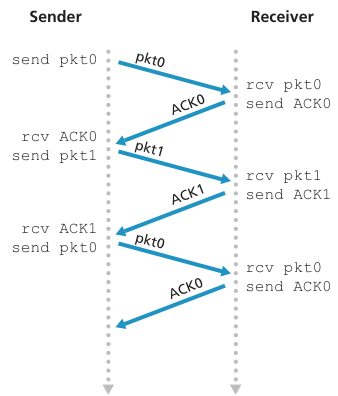 Sender Receiver
send pkt0
pkt0
rcv pkt0
send ACK0
ACK0
rcv ACK0
send pkt1
pkt1
rcv pkt1
send ACK1
ACK1
rcv ACK1
send pkt0
pkt0
rcv pkt0
send ACK0
ACK0